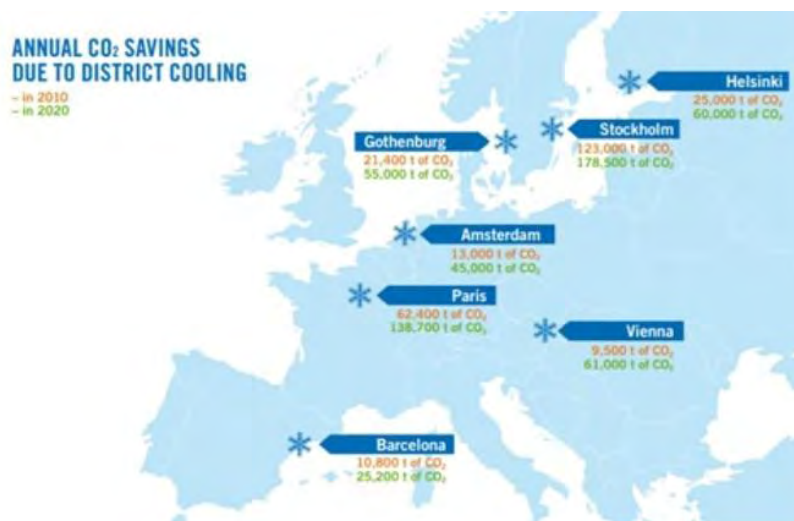 ANNUAL CO₂ SAVINGS
DUE TO DISTRICT COOLING
– in 2010
– in 2020
Helsinki
25,000 t of CO₂
60,000 t of CO₂
Stockholm
123,000 t of CO₂
178,500 t of CO₂
Gothenburg
21,400 t of CO₂
55,000 t of CO₂
Amsterdam
13,000 t of CO₂
45,000 t of CO₂
Paris
62,400 t of CO₂
138,700 t of CO₂
Vienna
9,500 t of CO₂
61,000 t of CO₂
Barcelona
10,800 t of CO₂
25,200 t of CO₂